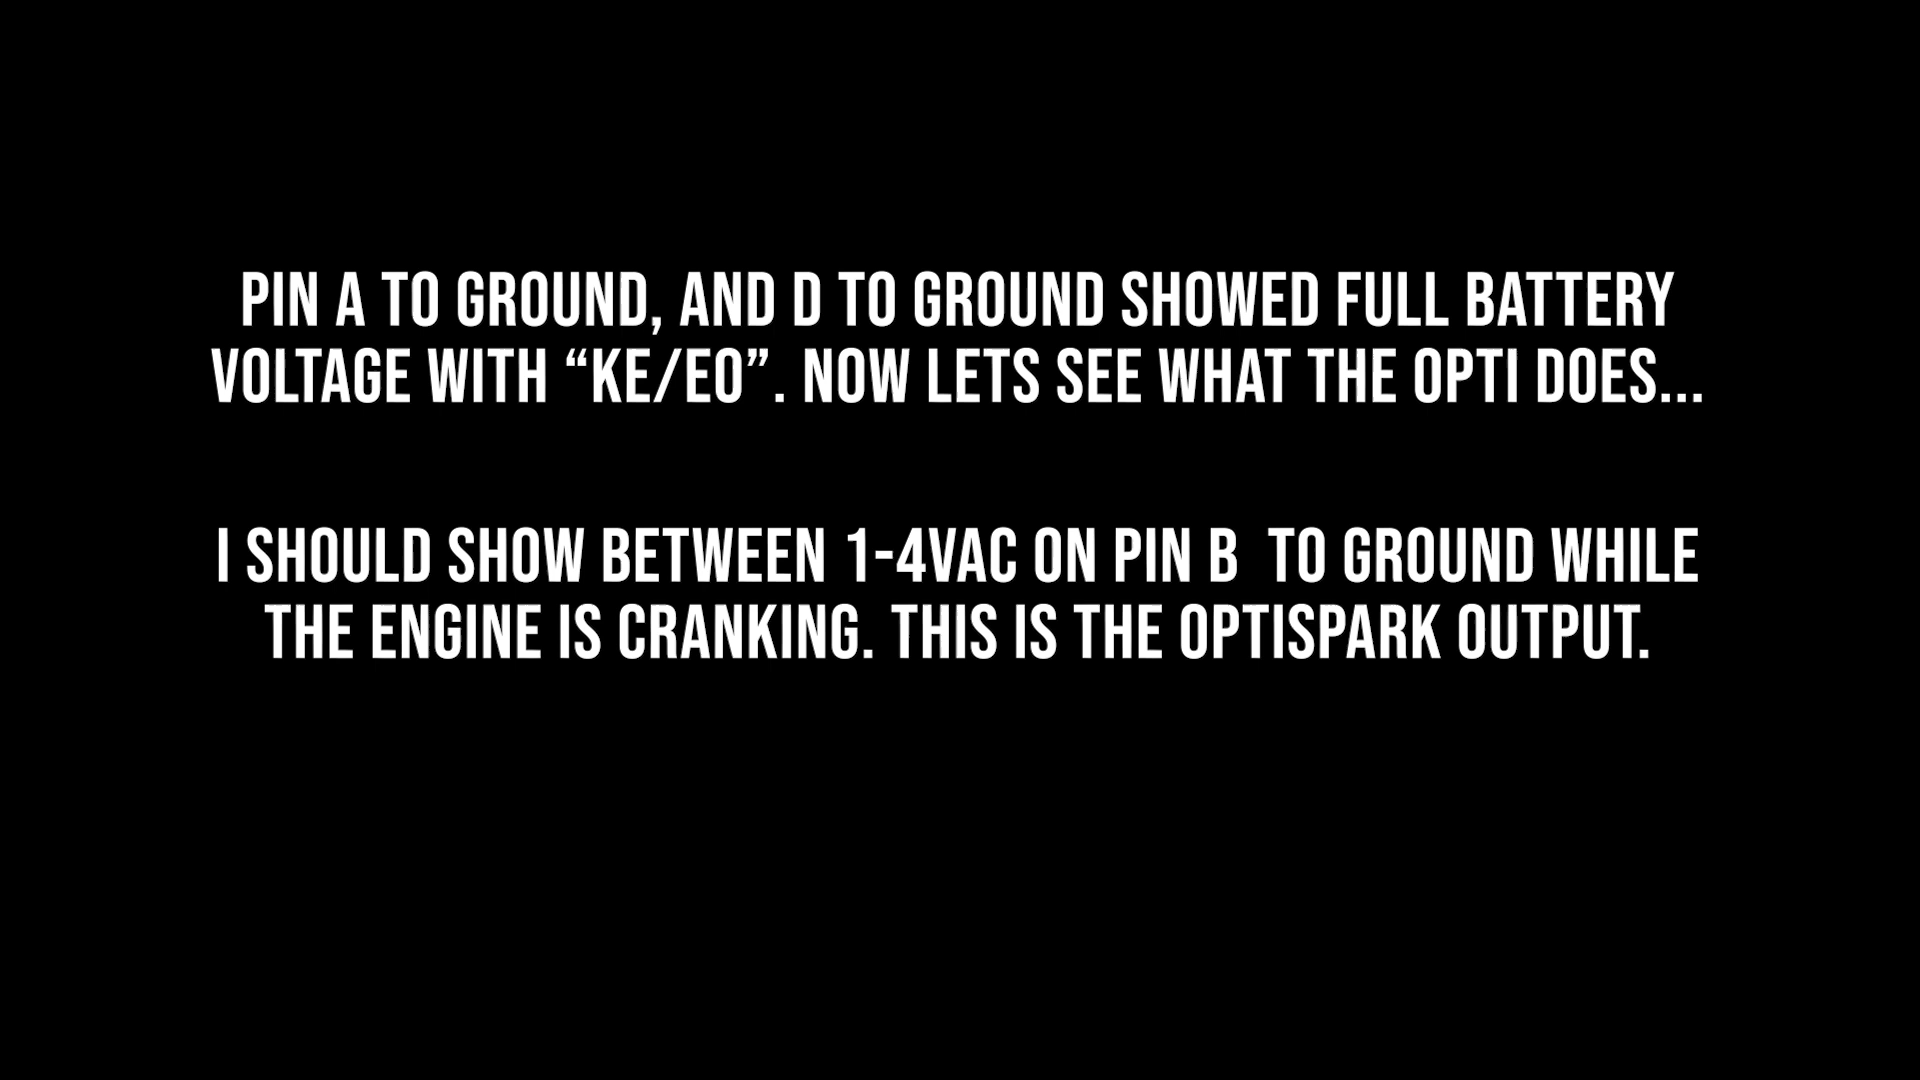 PIN A TO GROUND, AND D TO GROUND SHOWED FULL BATTERY
VOLTAGE WITH “KE/EO”. NOW LETS SEE WHAT THE OPTI DOES...
I SHOULD SHOW BETWEEN 1-4VAC ON PIN B  TO GROUND WHILE
THE ENGINE IS CRANKING. THIS IS THE OPTISPARK OUTPUT.